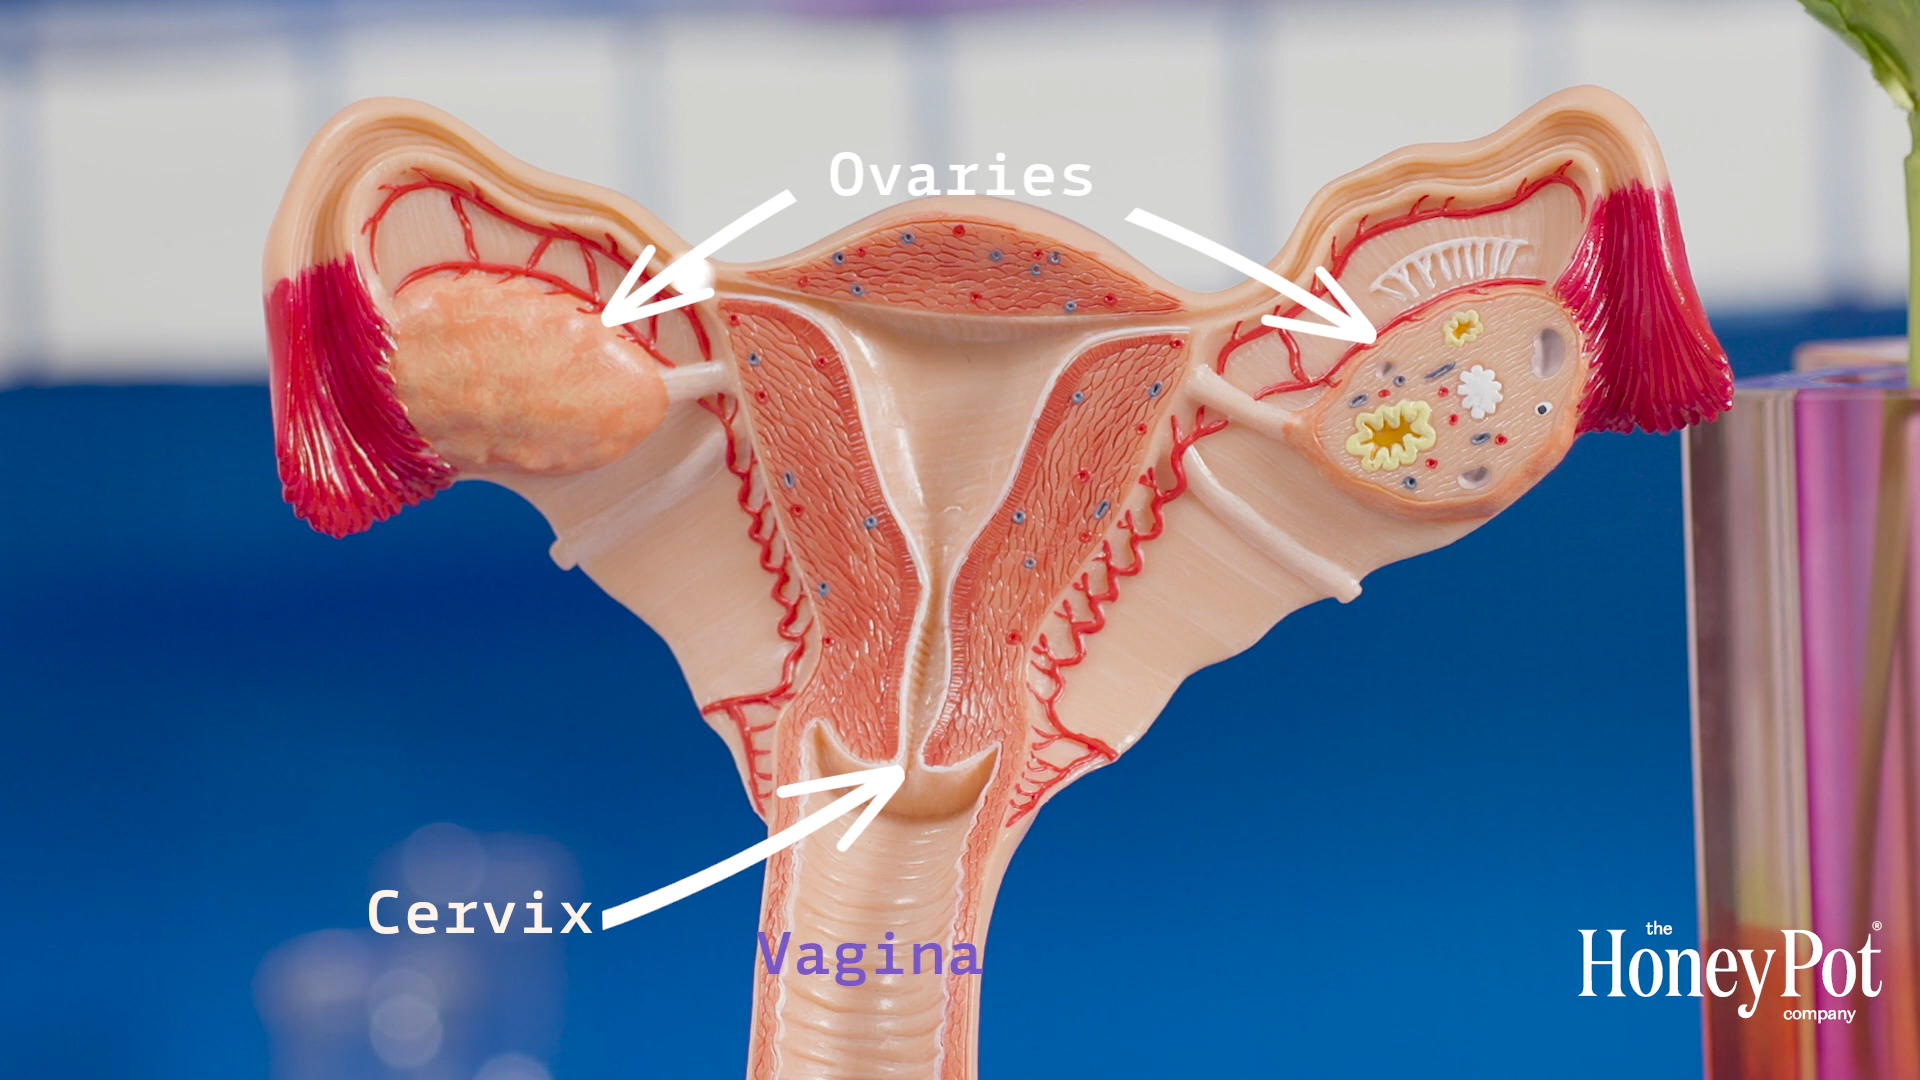 Ovaries
Cervix
Vagina
the
HoneyPot®
company